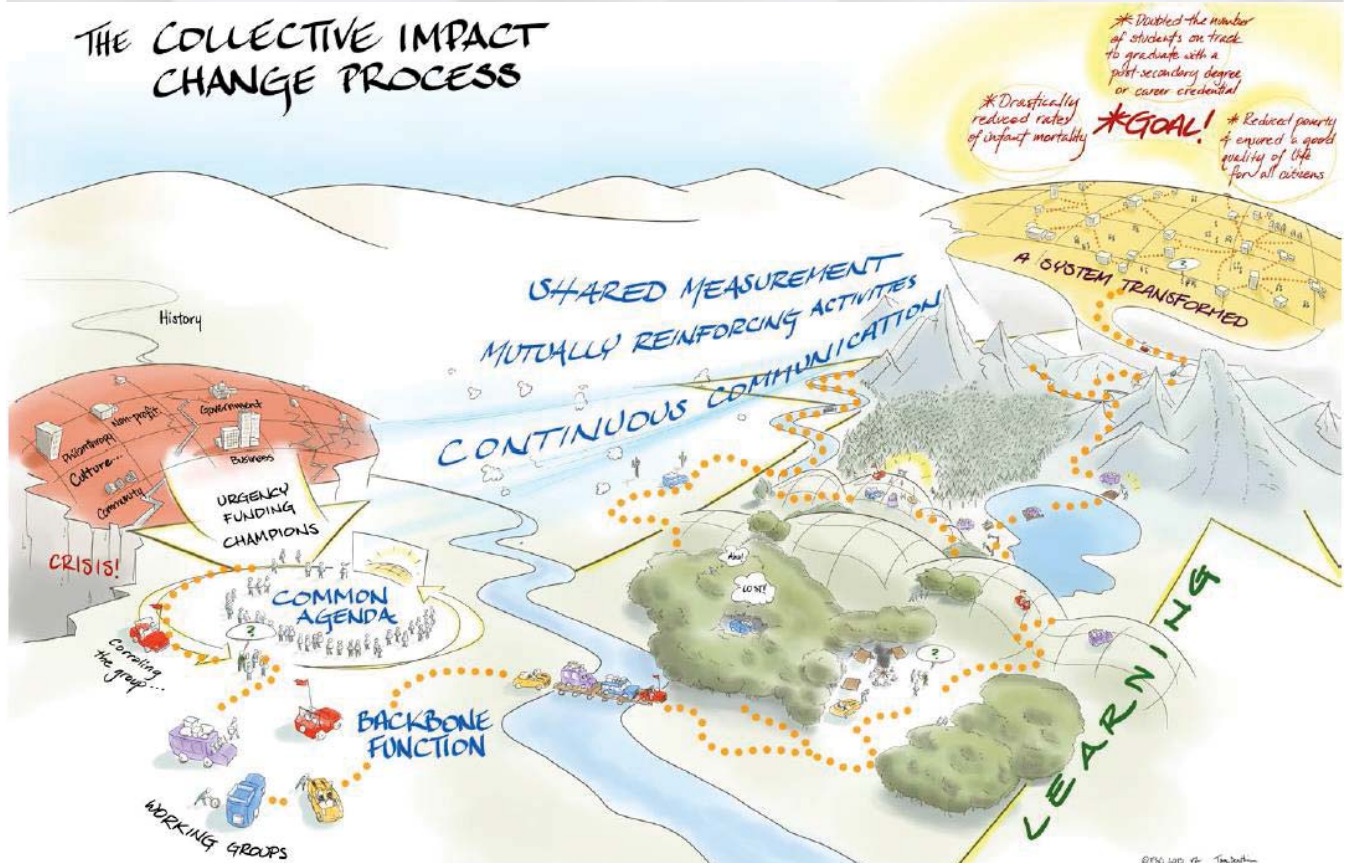 THE COLLECTIVE IMPACT
CHANGE PROCESS
* Doubled the number
of students on track
to graduate with a
post-secondary degree
or career credential
* Drastically
reduced rates
of infant mortality
* GOAL!
* Reduced poverty
& ensured a good
quality of life
for all citizens
A SYSTEM TRANSFORMED
?
SHARED MEASUREMENT
MUTUALLY REINFORCING ACTIVITIES
CONTINUOUS COMMUNICATION
History
Government
Non-profit
Philanthropy
Business
Culture...
Community
URGENCY
FUNDING
CHAMPIONS
CRISIS!
COMMON
AGENDA
?
Corraling
the group...
BACKBONE
FUNCTION
WORKING GROUPS
Aha!
LOST!
?
LEARNING